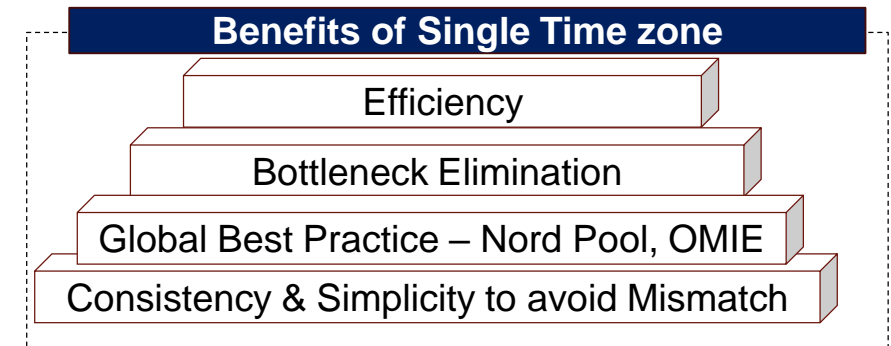 Benefits of Single Time zone
Efficiency
Bottleneck Elimination
Global Best Practice – Nord Pool, OMIE
Consistency & Simplicity to avoid Mismatch